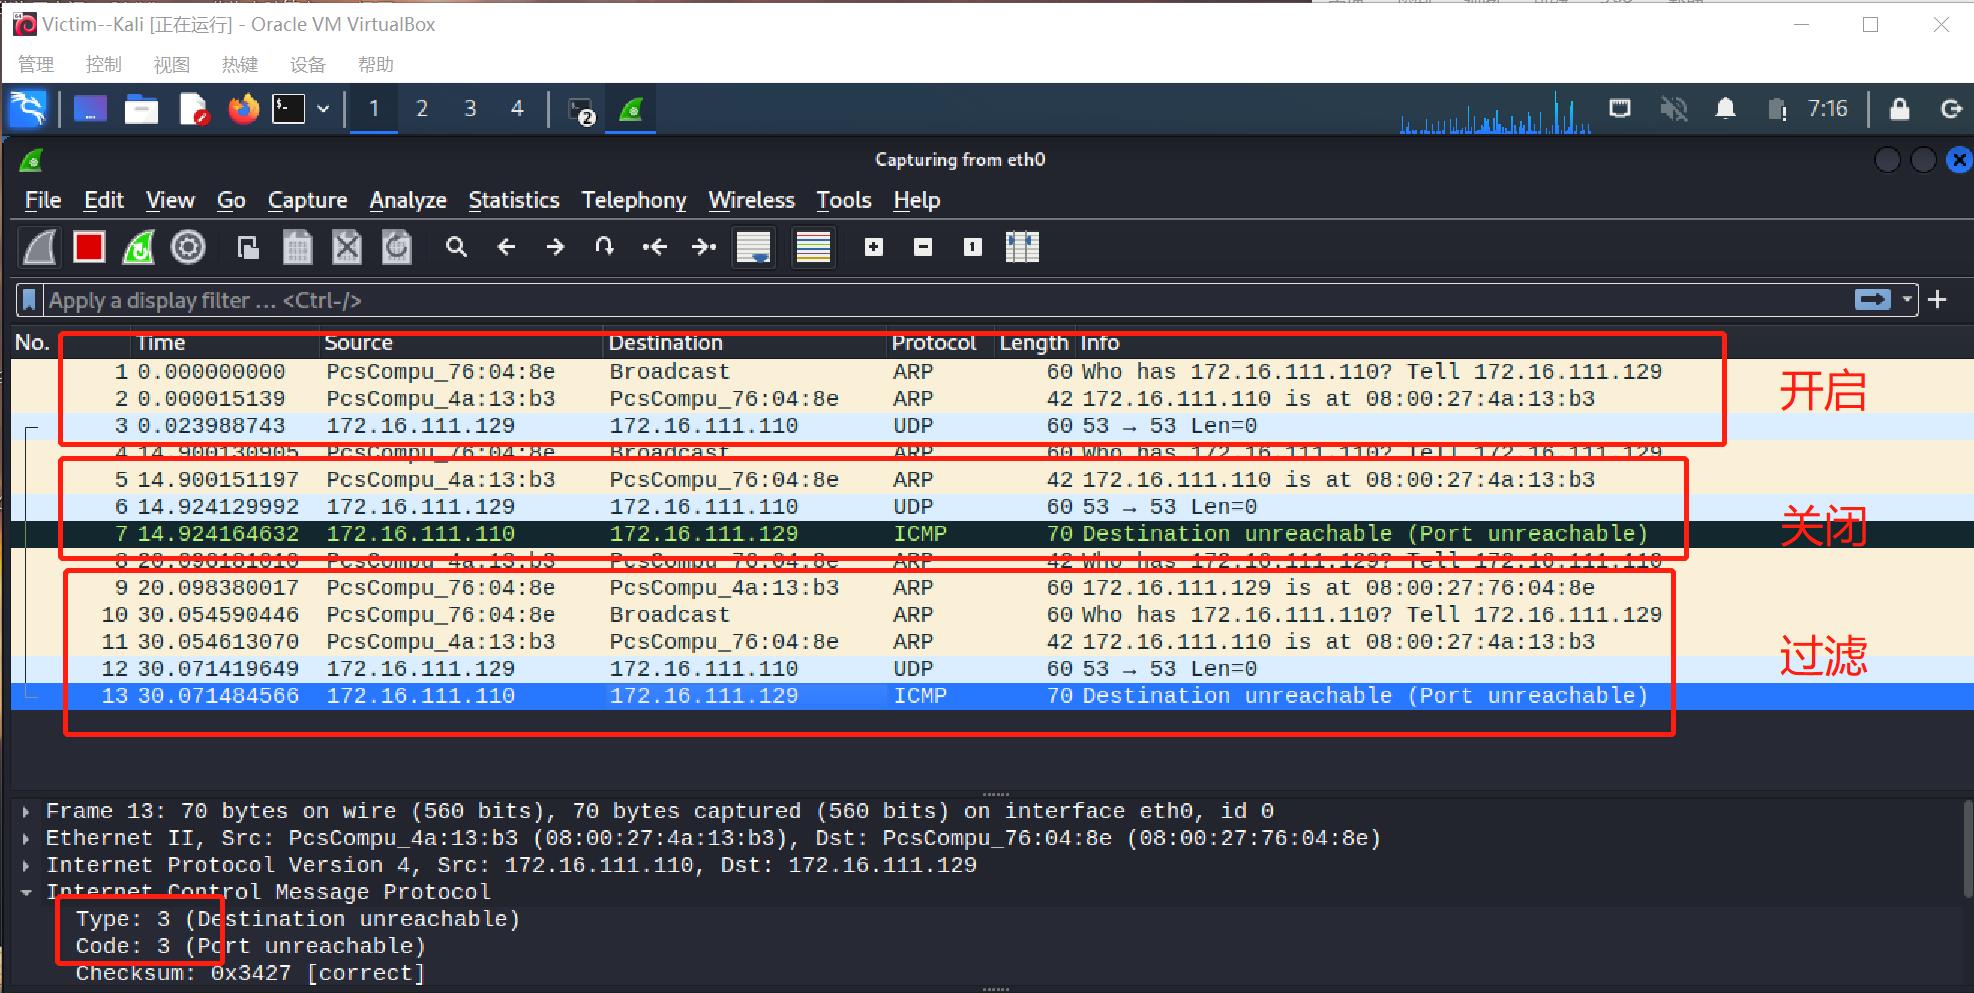 Victim--Kali [正在运行] - Oracle VM VirtualBox
管理 控制 视图 热键 设备 帮助
1 2 3 4 2 7:16
Capturing from eth0
File Edit View Go Capture Analyze Statistics Telephony Wireless Tools Help
Apply a display filter ... <Ctrl-/>
No. Time Source Destination Protocol Length Info
1 0.000000000 PcsCompu_76:04:8e Broadcast ARP 60 Who has 172.16.111.110? Tell 172.16.111.129
开启
2 0.000015139 PcsCompu_4a:13:b3 PcsCompu_76:04:8e ARP 42 172.16.111.110 is at 08:00:27:4a:13:b3
3 0.023988743 172.16.111.129 172.16.111.110 UDP 60 53 → 53 Len=0
4 14.900130905 PcsCompu_76:04:8e Broadcast ARP 60 Who has 172.16.111.110? Tell 172.16.111.129
5 14.900151197 PcsCompu_4a:13:b3 PcsCompu_76:04:8e ARP 42 172.16.111.110 is at 08:00:27:4a:13:b3
6 14.924129992 172.16.111.129 172.16.111.110 UDP 60 53 → 53 Len=0
7 14.924164632 172.16.111.110 172.16.111.129 ICMP 70 Destination unreachable (Port unreachable)
关闭
8 20.096181010 PcsCompu_4a:13:b3 PcsCompu_76:04:8e ARP 42 Who has 172.16.111.129? Tell 172.16.111.110
9 20.098380017 PcsCompu_76:04:8e PcsCompu_4a:13:b3 ARP 60 172.16.111.129 is at 08:00:27:76:04:8e
10 30.054590446 PcsCompu_76:04:8e Broadcast ARP 60 Who has 172.16.111.110? Tell 172.16.111.129
11 30.054613070 PcsCompu_4a:13:b3 PcsCompu_76:04:8e ARP 42 172.16.111.110 is at 08:00:27:4a:13:b3
过滤
12 30.071419649 172.16.111.129 172.16.111.110 UDP 60 53 → 53 Len=0
13 30.071484566 172.16.111.110 172.16.111.129 ICMP 70 Destination unreachable (Port unreachable)
Frame 13: 70 bytes on wire (560 bits), 70 bytes captured (560 bits) on interface eth0, id 0
Ethernet II, Src: PcsCompu_4a:13:b3 (08:00:27:4a:13:b3), Dst: PcsCompu_76:04:8e (08:00:27:76:04:8e)
Internet Protocol Version 4, Src: 172.16.111.110, Dst: 172.16.111.129
Internet Control Message Protocol
Type: 3 (Destination unreachable)
Code: 3 (Port unreachable)
Checksum: 0x3427 [correct]